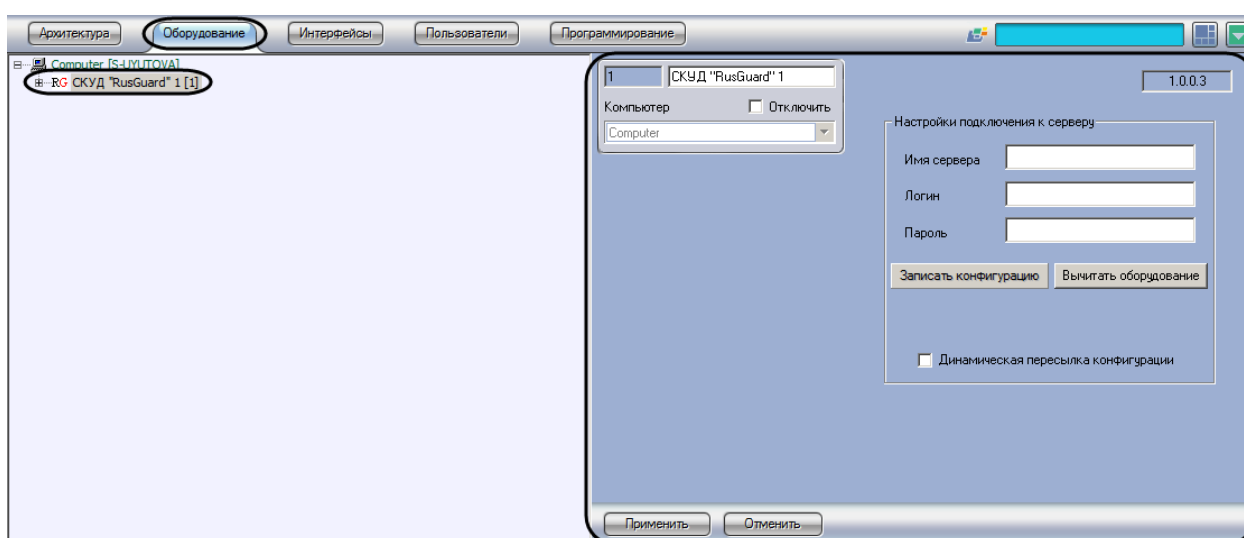 Архитектура Оборудование Интерфейсы Пользователи Программирование
Computer [S-UYUTOVA]
RG СКУД "RusGuard" 1 [1]
1 СКУД "RusGuard" 1
1.0.0.3
Компьютер Отключить
Computer
Настройки подключения к серверу
Имя сервера
Логин
Пароль
Записать конфигурацию Вычитать оборудование
Динамическая пересылка конфигурации
Применить Отменить